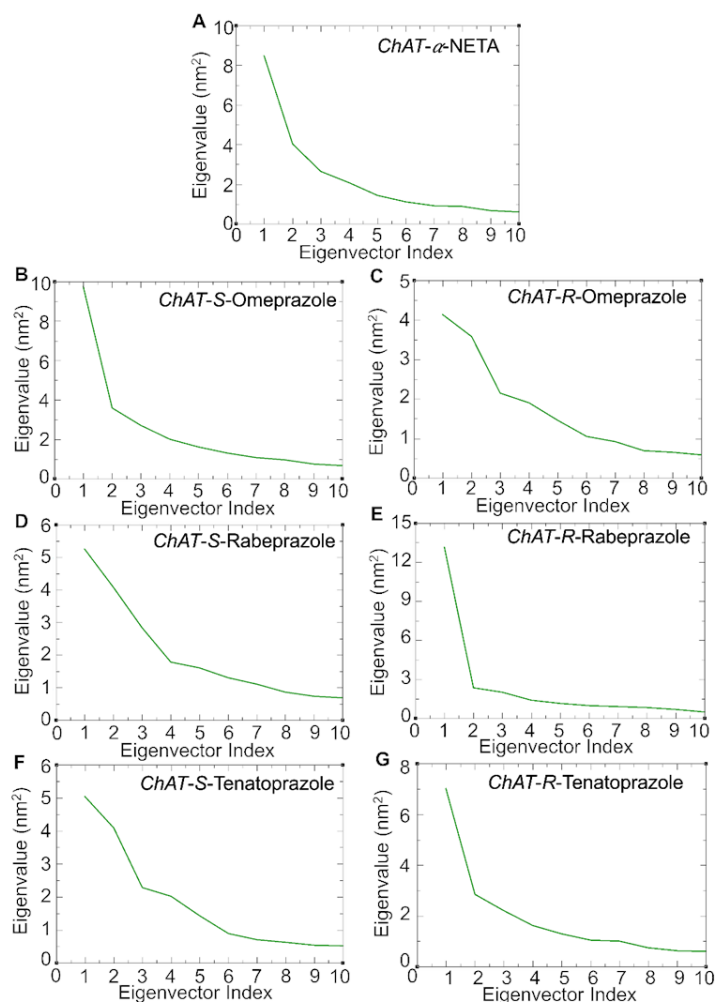 A
ChAT-α-NETA
Eigenvalue (nm²)
10
8
6
4
2
0
0 1 2 3 4 5 6 7 8 9 10
Eigenvector Index
B
ChAT-S-Omeprazole
Eigenvalue (nm²)
10
8
6
4
2
0
0 1 2 3 4 5 6 7 8 9 10
Eigenvector Index
C
ChAT-R-Omeprazole
Eigenvalue (nm²)
5
4
3
2
1
0
0 1 2 3 4 5 6 7 8 9 10
Eigenvector Index
D
ChAT-S-Rabeprazole
Eigenvalue (nm²)
6
5
4
3
2
1
0
0 1 2 3 4 5 6 7 8 9 10
Eigenvector Index
E
ChAT-R-Rabeprazole
Eigenvalue (nm²)
15
12
9
6
3
0
0 1 2 3 4 5 6 7 8 9 10
Eigenvector Index
F
ChAT-S-Tenatoprazole
Eigenvalue (nm²)
6
5
4
3
2
1
0
0 1 2 3 4 5 6 7 8 9 10
Eigenvector Index
G
ChAT-R-Tenatoprazole
Eigenvalue (nm²)
8
6
4
2
0
0 1 2 3 4 5 6 7 8 9 10
Eigenvector Index